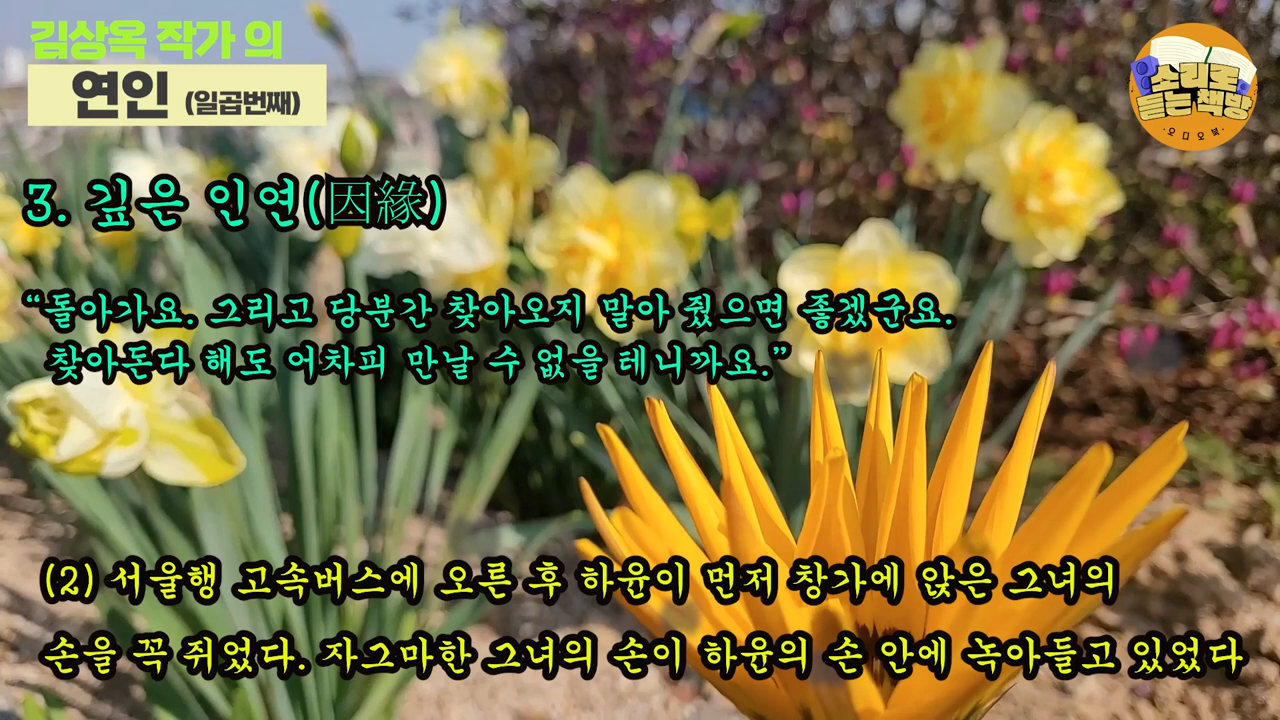 김상옥 작가 의
연인 (일곱번째)
소리로
듣는 책방
·오디오북·
3. 깊은 인연(因緣)
“돌아가요. 그리고 당분간 찾아오지 말아 줬으면 좋겠군요.
찾아돈다 해도 어차피 만날 수 없을 테니까요.”
(2) 서울행 고속버스에 오른 후 하윤이 먼저 창가에 앉은 그녀의
손을 꼭 쥐었다. 자그마한 그녀의 손이 하윤의 손 안에 녹아들고 있었다